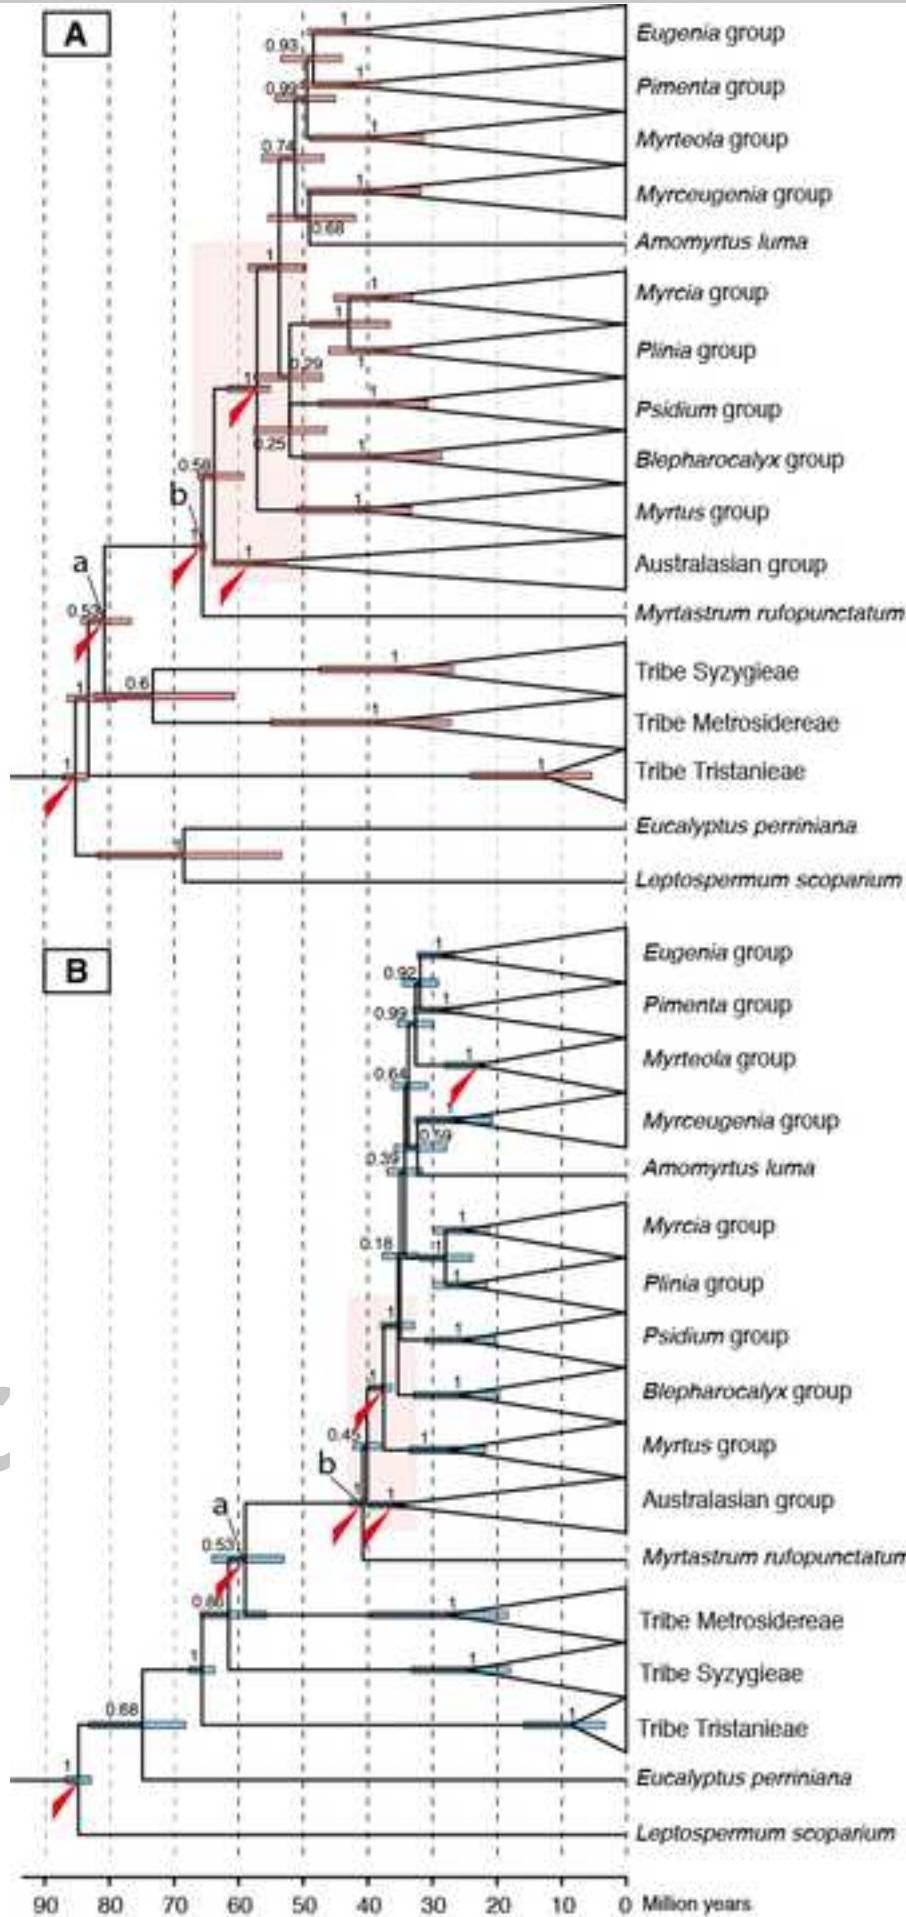 A
1
Eugenia group
0.93
1
Pimenta group
0.99
1
Myrteola group
0.74
1
Myrceugenia group
0.68
Amomyrtus luma
1
1
Myrcia group
1
Plinia group
1
0.29
1
1
Psidium group
0.25
1
Blepharocalyx group
0.58
b
1
Myrtus group
1
1
Australasian group
a
0.53
Myrtastrum rufopunctatum
1
0.6
1
Tribe Syzygieae
1
Tribe Metrosidereae
1
1
Tribe Tristanieae
Eucalyptus perriniana
1
Leptospermum scoparium
B
1
Eugenia group
0.92
1
Pimenta group
0.99
1
Myrteola group
0.64
1
Myrceugenia group
0.59
0.39
Amomyrtus luma
1
Myrcia group
0.18
1
1
Plinia group
1
1
Psidium group
1
1
Blepharocalyx group
0.45
1
Myrtus group
b
1
1
Australasian group
a
0.53
Myrtastrum rufopunctatum
1
Tribe Metrosidereae
1
1
Tribe Syzygieae
0.68
1
Tribe Tristanieae
1
Eucalyptus perriniana
Leptospermum scoparium
90 80 70 60 50 40 30 20 10 0 Million years